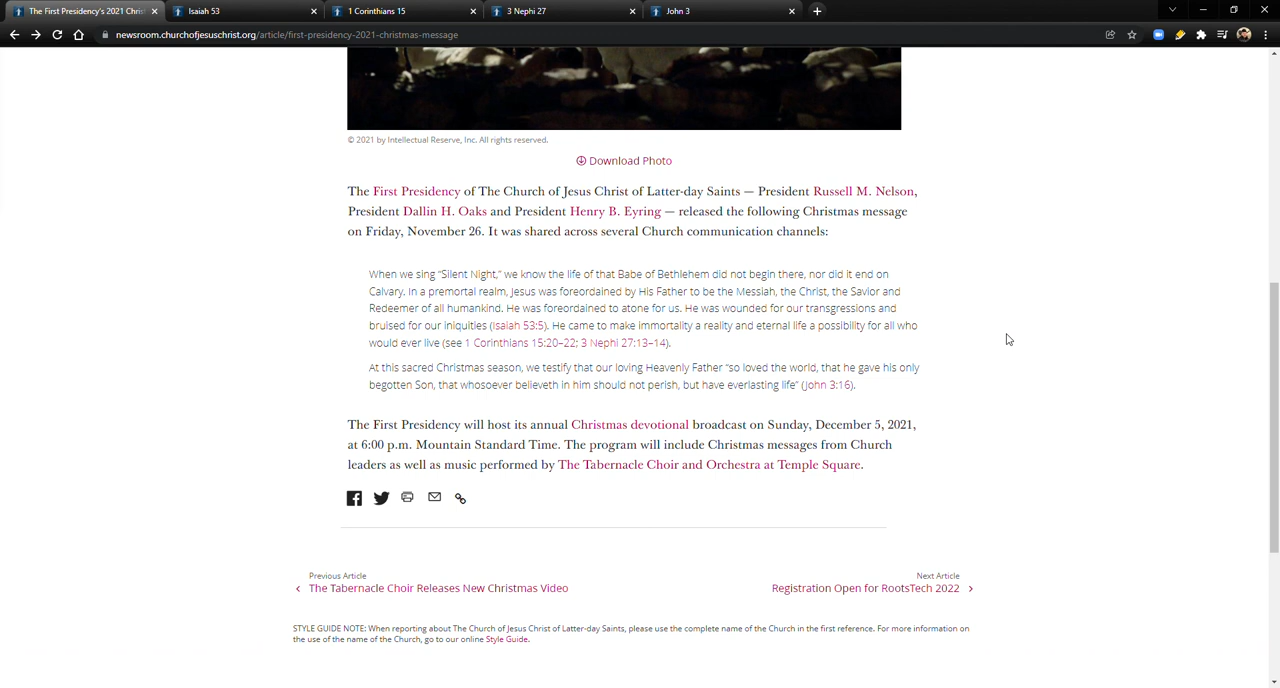 The First Presidency's 2021 Chris
Isaiah 53
1 Corinthians 15
3 Nephi 27
John 3
newsroom.churchofjesuschrist.org/article/first-presidency-2021-christmas-message
© 2021 by Intellectual Reserve, Inc. All rights reserved.
Download Photo
The First Presidency of The Church of Jesus Christ of Latter-day Saints — President Russell M. Nelson,
President Dallin H. Oaks and President Henry B. Eyring — released the following Christmas message
on Friday, November 26. It was shared across several Church communication channels:
When we sing “Silent Night,” we know the life of that Babe of Bethlehem did not begin there, nor did it end on
Calvary. In a premortal realm, Jesus was foreordained by His Father to be the Messiah, the Christ, the Savior and
Redeemer of all humankind. He was foreordained to atone for us. He was wounded for our transgressions and
bruised for our iniquities (Isaiah 53:5). He came to make immortality a reality and eternal life a possibility for all who
would ever live (see 1 Corinthians 15:20–22; 3 Nephi 27:13–14).
At this sacred Christmas season, we testify that our loving Heavenly Father “so loved the world, that he gave his only
begotten Son, that whosoever believeth in him should not perish, but have everlasting life” (John 3:16).
The First Presidency will host its annual Christmas devotional broadcast on Sunday, December 5, 2021,
at 6:00 p.m. Mountain Standard Time. The program will include Christmas messages from Church
leaders as well as music performed by The Tabernacle Choir and Orchestra at Temple Square.
Previous Article
The Tabernacle Choir Releases New Christmas Video
Next Article
Registration Open for RootsTech 2022
STYLE GUIDE NOTE: When reporting about The Church of Jesus Christ of Latter-day Saints, please use the complete name of the Church in the first reference. For more information on
the use of the name of the Church, go to our online Style Guide.